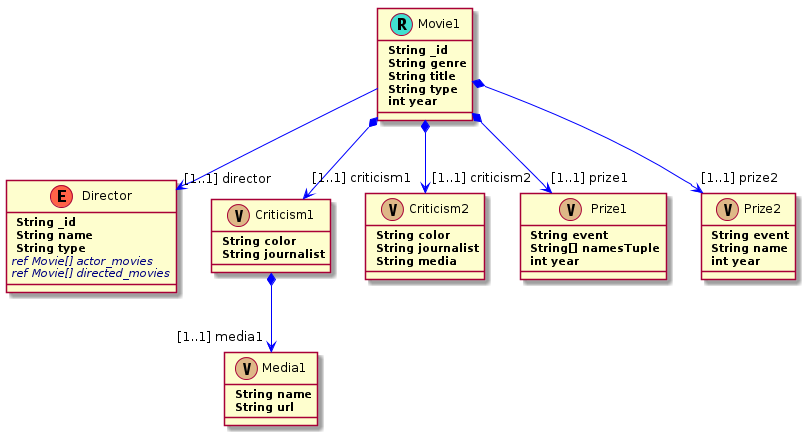 R Movie1
String _id
String genre
String title
String type
int year
[1..1] director
[1..1] criticism1
[1..1] criticism2
[1..1] prize1
[1..1] prize2
E Director
String _id
String name
String type
ref Movie[] actor_movies
ref Movie[] directed_movies
V Criticism1
String color
String journalist
V Criticism2
String color
String journalist
String media
V Prize1
String event
String[] namesTuple
int year
V Prize2
String event
String name
int year
[1..1] media1
V Media1
String name
String url